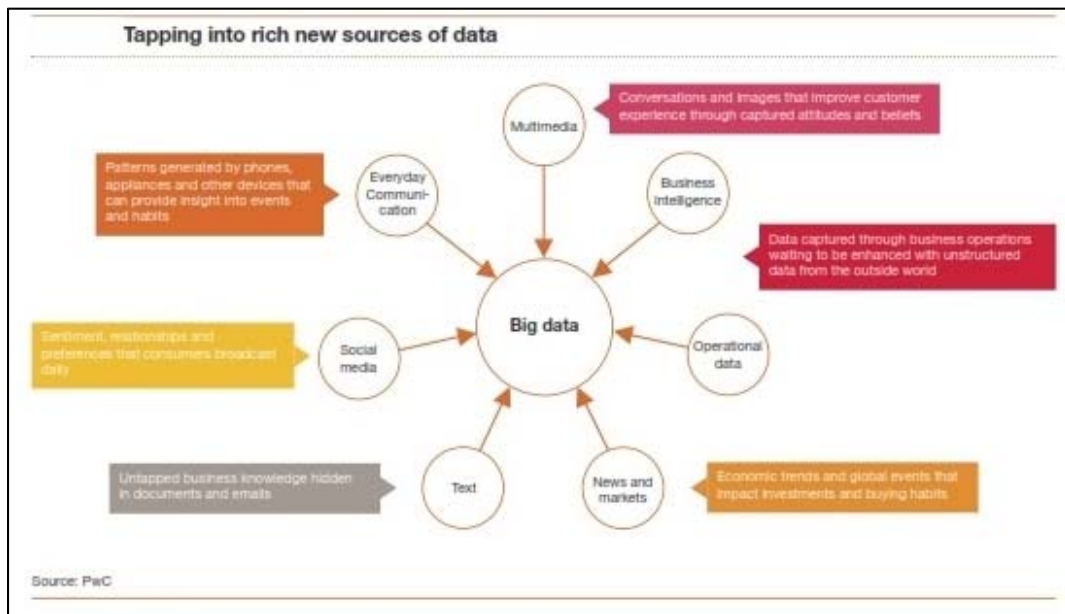 Tapping into rich new sources of data
Multimedia
Conversations and images that improve customer
experience through captured attitudes and beliefs
Patterns generated by phones,
appliances and other devices that
can provide insight into events
and habits
Everyday
Communi-
cation
Business
intelligence
Data captured through business operations
waiting to be enhanced with unstructured
data from the outside world
Big data
Sentiment, relationships and
preferences that consumers broadcast
daily
Social
media
Operational
data
Untapped business knowledge hidden
in documents and emails
Text
News and
markets
Economic trends and global events that
impact investments and buying habits
Source: PwC